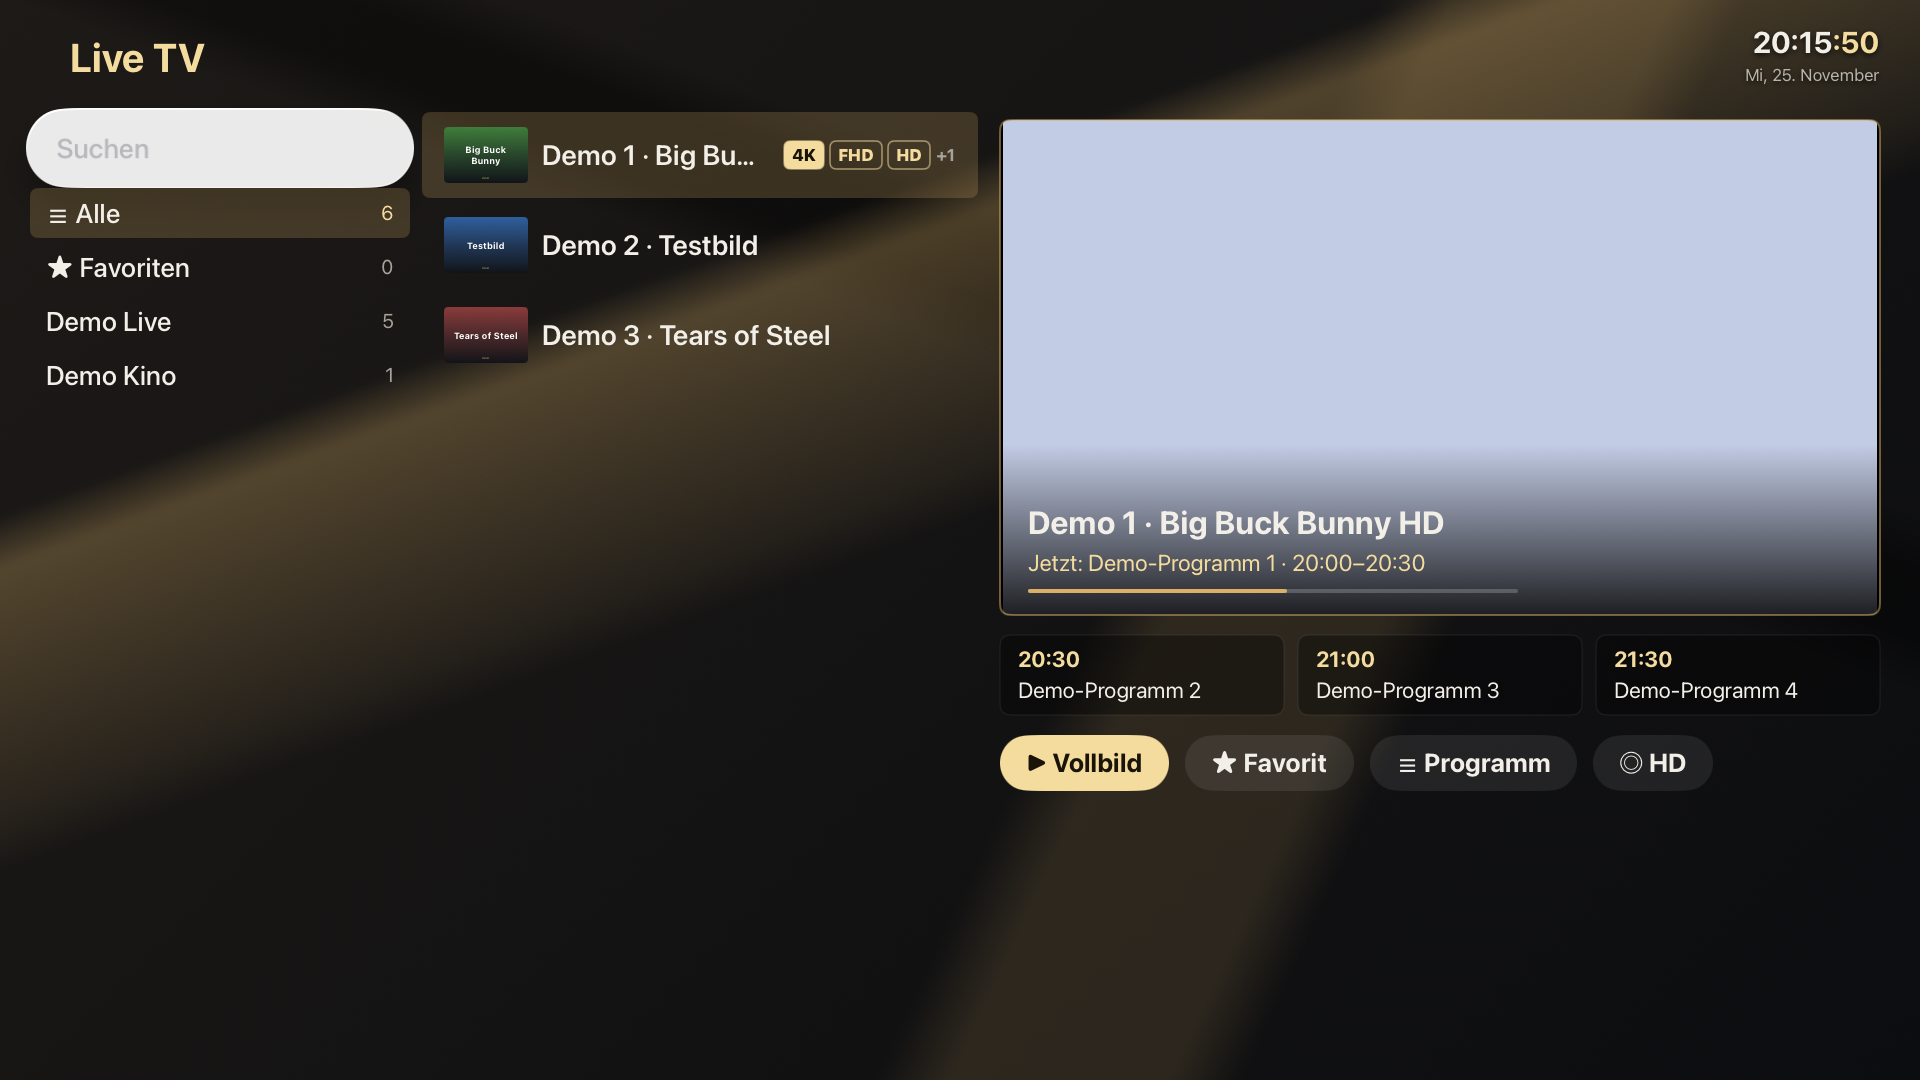 Live TV
20:15:50
Mi, 25. November
Suchen
≡ Alle 6
★ Favoriten 0
Demo Live 5
Demo Kino 1
Big Buck
Bunny
Demo 1 · Big Bu... 4K FHD HD +1
Testbild
Demo 2 · Testbild
Tears of Steel
Demo 3 · Tears of Steel
Demo 1 · Big Buck Bunny HD
Jetzt: Demo-Programm 1 · 20:00–20:30
20:30
Demo-Programm 2
21:00
Demo-Programm 3
21:30
Demo-Programm 4
▶ Vollbild
★ Favorit
≡ Programm
◎ HD